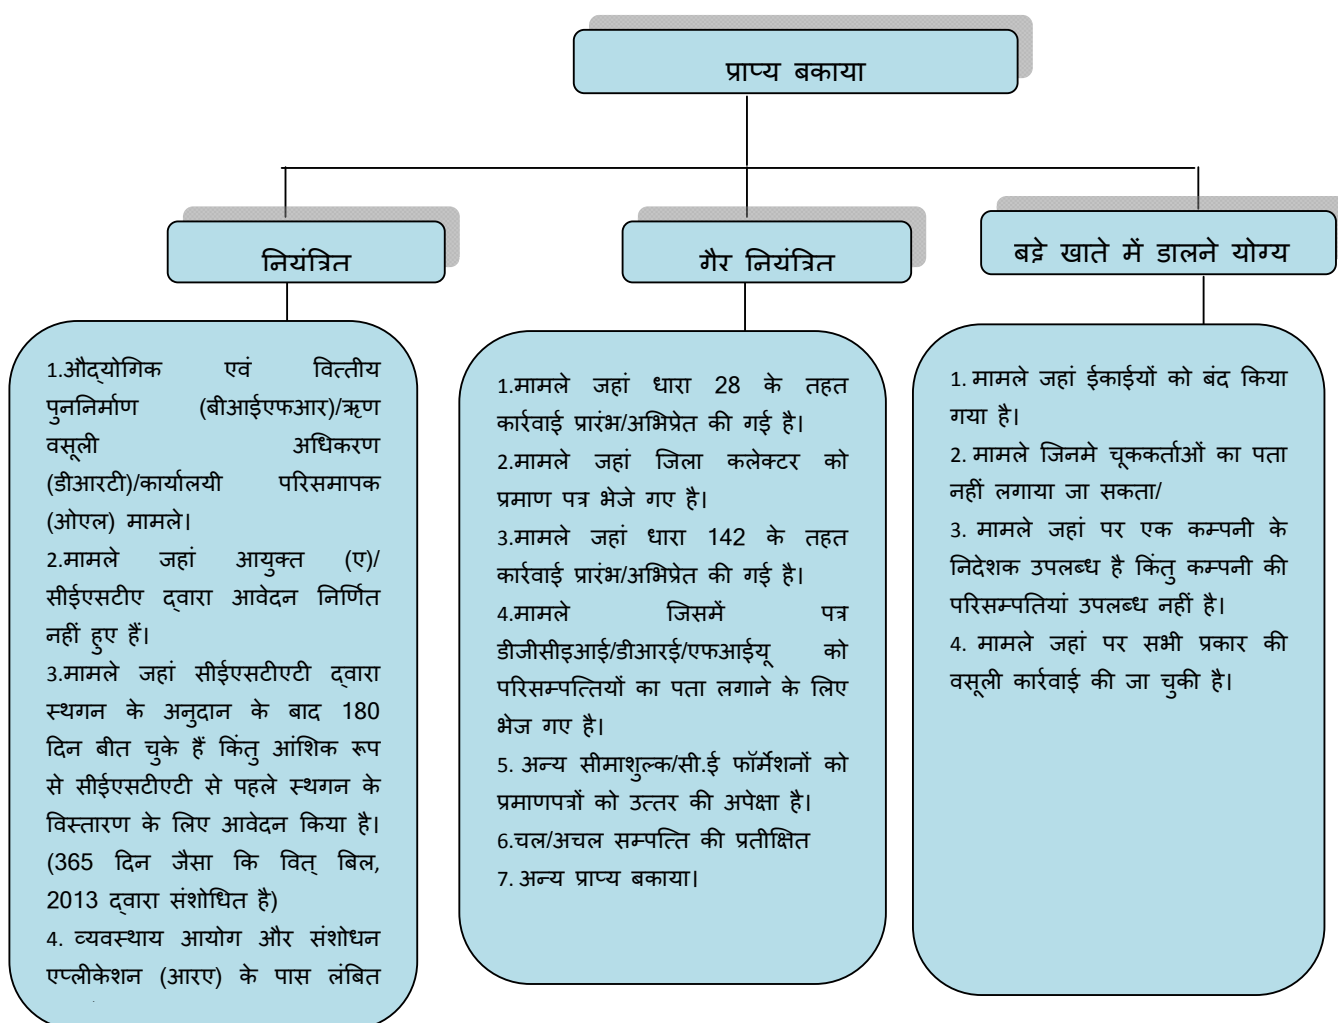 प्राप्य बकाया
नियंत्रित
गैर नियंत्रित
बट्टे खाते में डालने योग्य
1.औद्योगिक एवं वित्तीय
पुननिर्माण (बीआईएफआर)/ऋण
वसूली अधिकरण
(डीआरटी)/कार्यालयी परिसमापक
(ओएल) मामले।
2.मामले जहां आयुक्त (ए)/
सीईएसटीए द्वारा आवेदन निर्णित
नहीं हुए हैं।
3.मामले जहां सीईएसटीएटी द्वारा
स्थगन के अनुदान के बाद 180
दिन बीत चुके हैं किंतु आंशिक रूप
से सीईएसटीएटी से पहले स्थगन के
विस्तारण के लिए आवेदन किया है।
(365 दिन जैसा कि वित् बिल,
2013 द्वारा संशोधित है)
4. व्यवस्थाय आयोग और संशोधन
एप्लीकेशन (आरए) के पास लंबित
1.मामले जहां धारा 28 के तहत
कार्रवाई प्रारंभ/अभिप्रेत की गई है।
2.मामले जहां जिला कलेक्टर को
प्रमाण पत्र भेजे गए है।
3.मामले जहां धारा 142 के तहत
कार्रवाई प्रारंभ/अभिप्रेत की गई है।
4.मामले जिसमें पत्र
डीजीसीइआई/डीआरई/एफआईयू को
परिसम्पत्तियों का पता लगाने के लिए
भेज गए है।
5. अन्य सीमाशुल्क/सी.ई फॉर्मेशनों को
प्रमाणपत्रों को उत्तर की अपेक्षा है।
6.चल/अचल सम्पत्ति की प्रतीक्षित
7. अन्य प्राप्य बकाया।
1. मामले जहां ईकाईयों को बंद किया
गया है।
2. मामले जिनमे चूककर्ताओं का पता
नहीं लगाया जा सकता/
3. मामले जहां पर एक कम्पनी के
निदेशक उपलब्ध है किंतु कम्पनी की
परिसम्पतियां उपलब्ध नहीं है।
4. मामले जहां पर सभी प्रकार की
वसूली कार्रवाई की जा चुकी है।